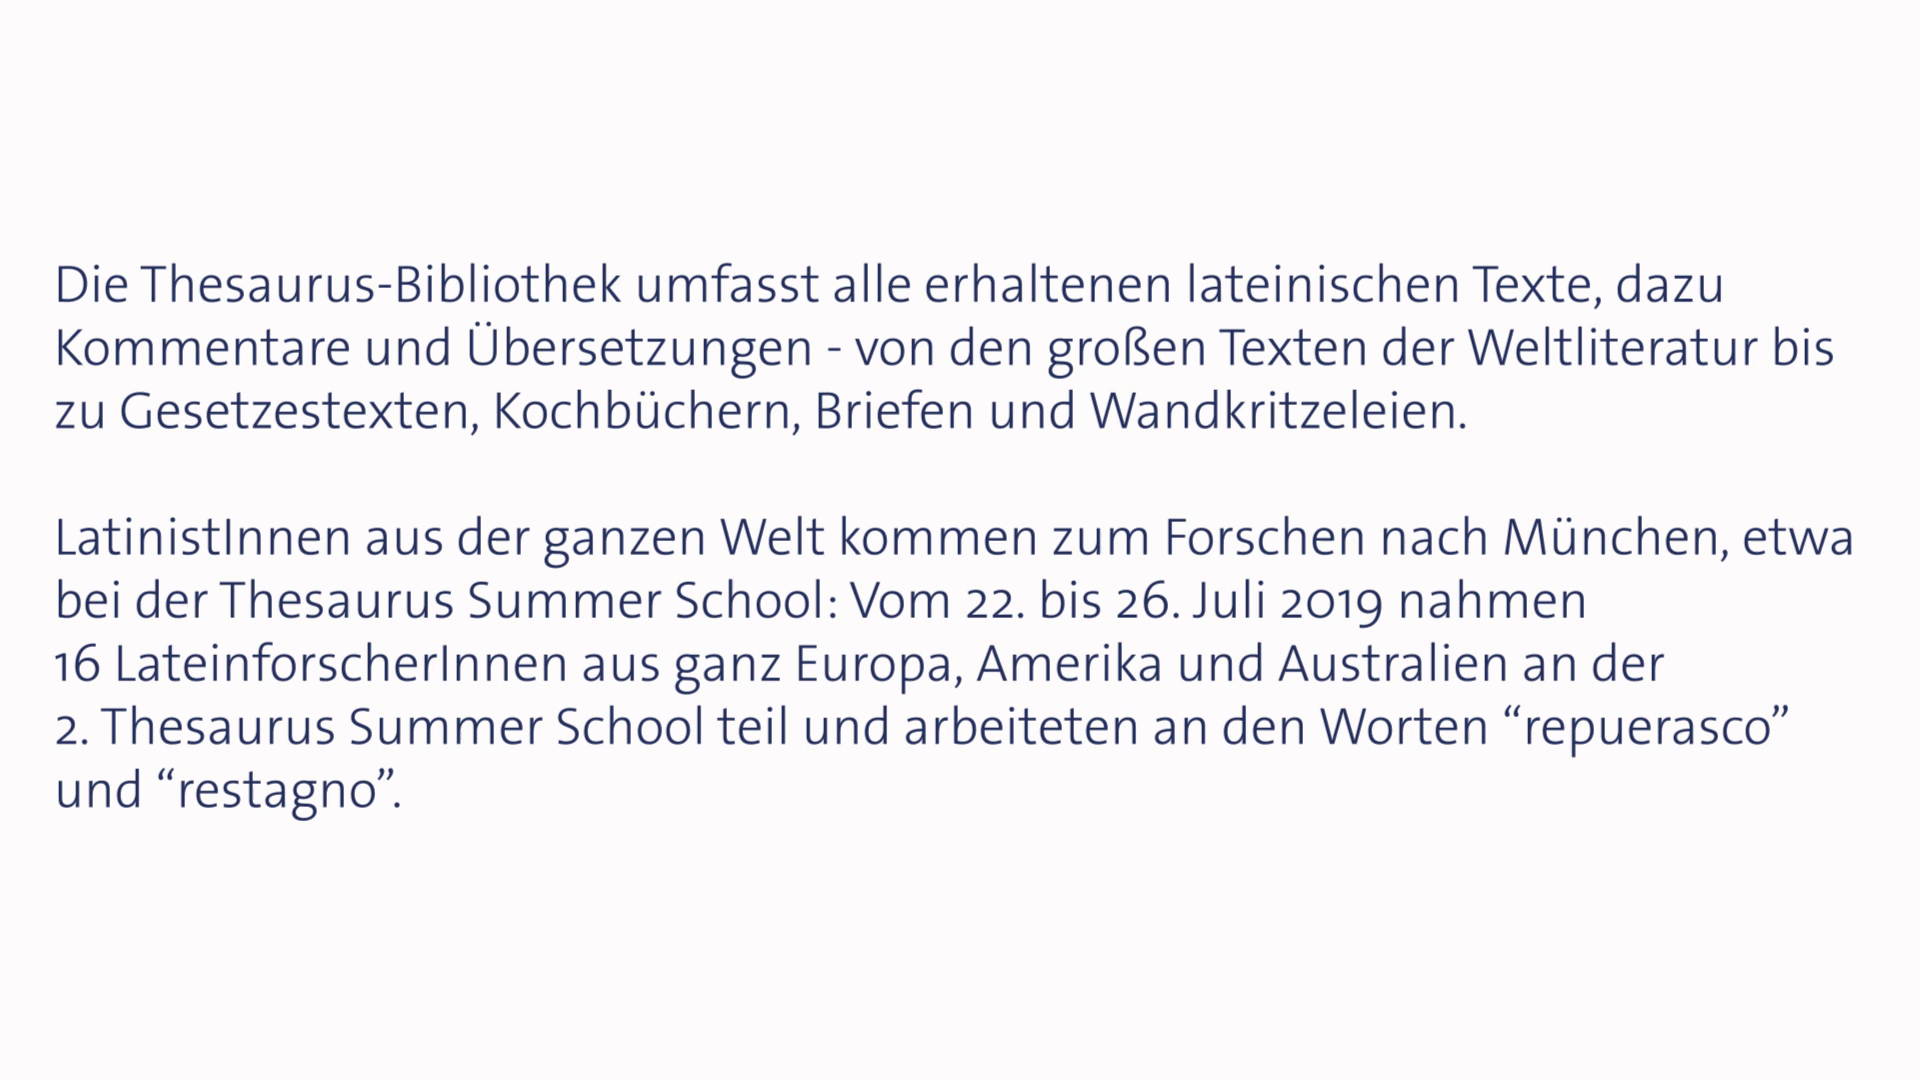 Die Thesaurus-Bibliothek umfasst alle erhaltenen lateinischen Texte, dazu
Kommentare und Übersetzungen - von den großen Texten der Weltliteratur bis
zu Gesetzestexten, Kochbüchern, Briefen und Wandkritzeleien.
LatinistInnen aus der ganzen Welt kommen zum Forschen nach München, etwa
bei der Thesaurus Summer School: Vom 22. bis 26. Juli 2019 nahmen
16 LateinforscherInnen aus ganz Europa, Amerika und Australien an der
2. Thesaurus Summer School teil und arbeiteten an den Worten “repuerasco”
und “restagno”.